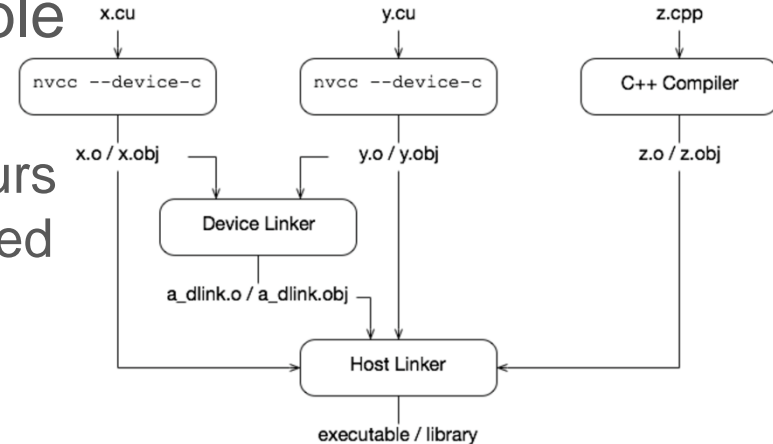 x.cu y.cu z.cpp
nvcc --device-c nvcc --device-c C++ Compiler
x.o / x.obj y.o / y.obj z.o / z.obj
Device Linker
a_dlink.o / a_dlink.obj
Host Linker
executable / library